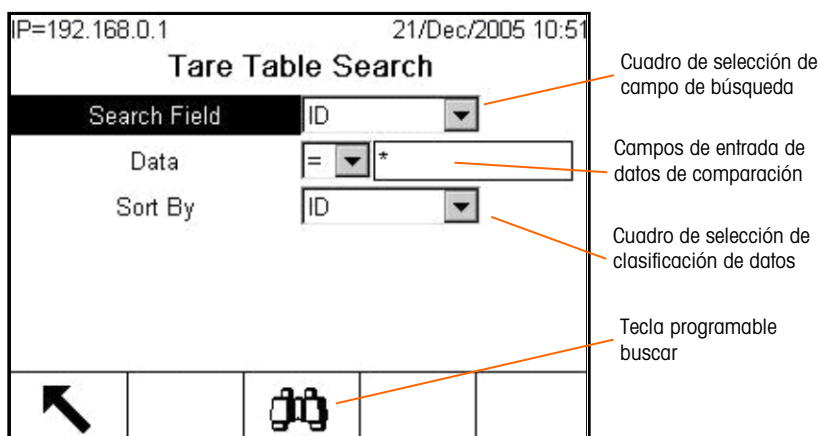 IP=192.168.0.1 21/Dec/2005 10:51
Tare Table Search
Search Field ID
Data = *
Sort By ID
Cuadro de selección de
campo de búsqueda
Campos de entrada de
datos de comparación
Cuadro de selección de
clasificación de datos
Tecla programable
buscar